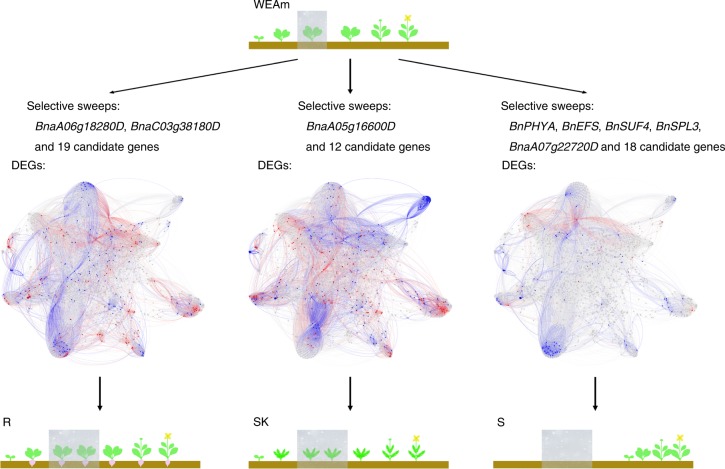 WEAm
Selective sweeps:
BnaA06g18280D, BnaC03g38180D
and 19 candidate genes
DEGs:
Selective sweeps:
BnaA05g16600D
and 12 candidate genes
DEGs:
Selective sweeps:
BnPHYA, BnEFS, BnSUF4, BnSPL3,
BnaA07g22720D and 18 candidate genes
DEGs:
R
SK
S